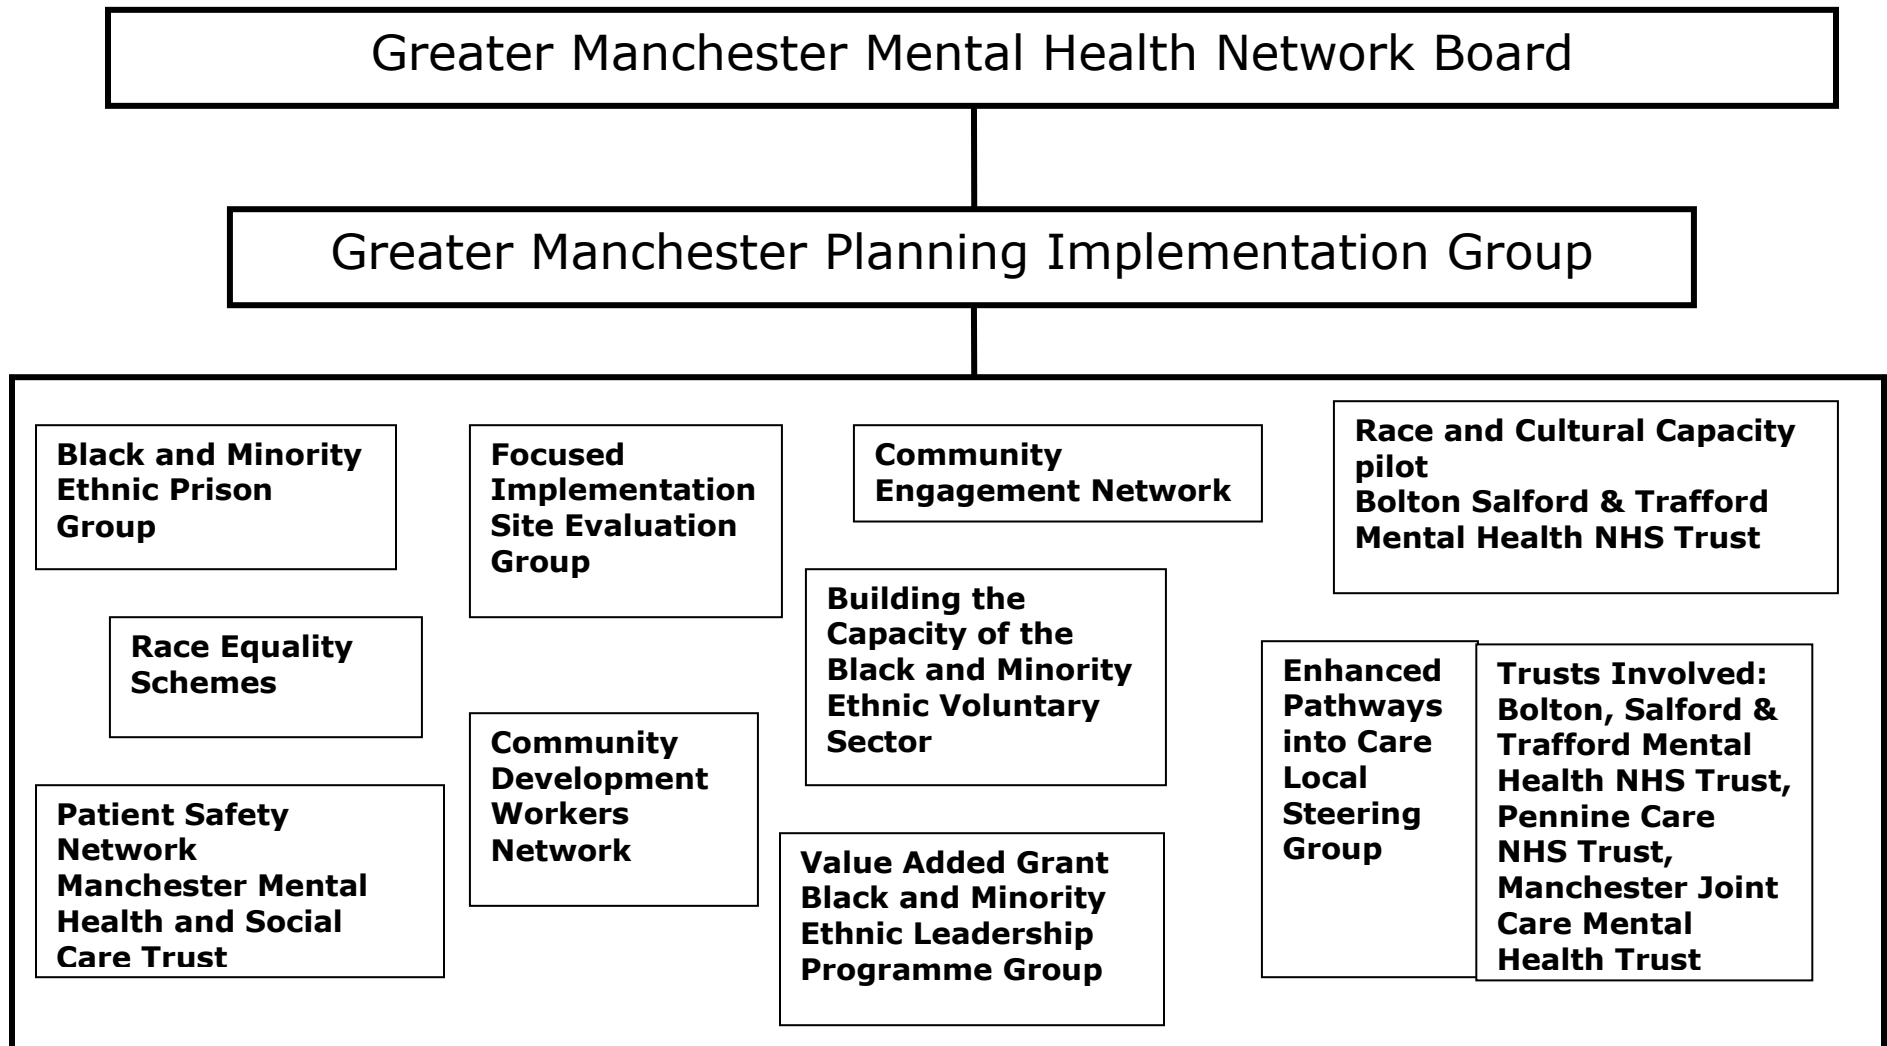 Greater Manchester Mental Health Network Board
Greater Manchester Planning Implementation Group
Black and Minority
Ethnic Prison
Group
Focused
Implementation
Site Evaluation
Group
Community
Engagement Network
Race and Cultural Capacity
pilot
Bolton Salford & Trafford
Mental Health NHS Trust
Race Equality
Schemes
Building the
Capacity of the
Black and Minority
Ethnic Voluntary
Sector
Enhanced
Pathways
into Care
Local
Steering
Group
Trusts Involved:
Bolton, Salford &
Trafford Mental
Health NHS Trust,
Pennine Care
NHS Trust,
Manchester Joint
Care Mental
Health Trust
Patient Safety
Network
Manchester Mental
Health and Social
Care Trust
Community
Development
Workers
Network
Value Added Grant
Black and Minority
Ethnic Leadership
Programme Group